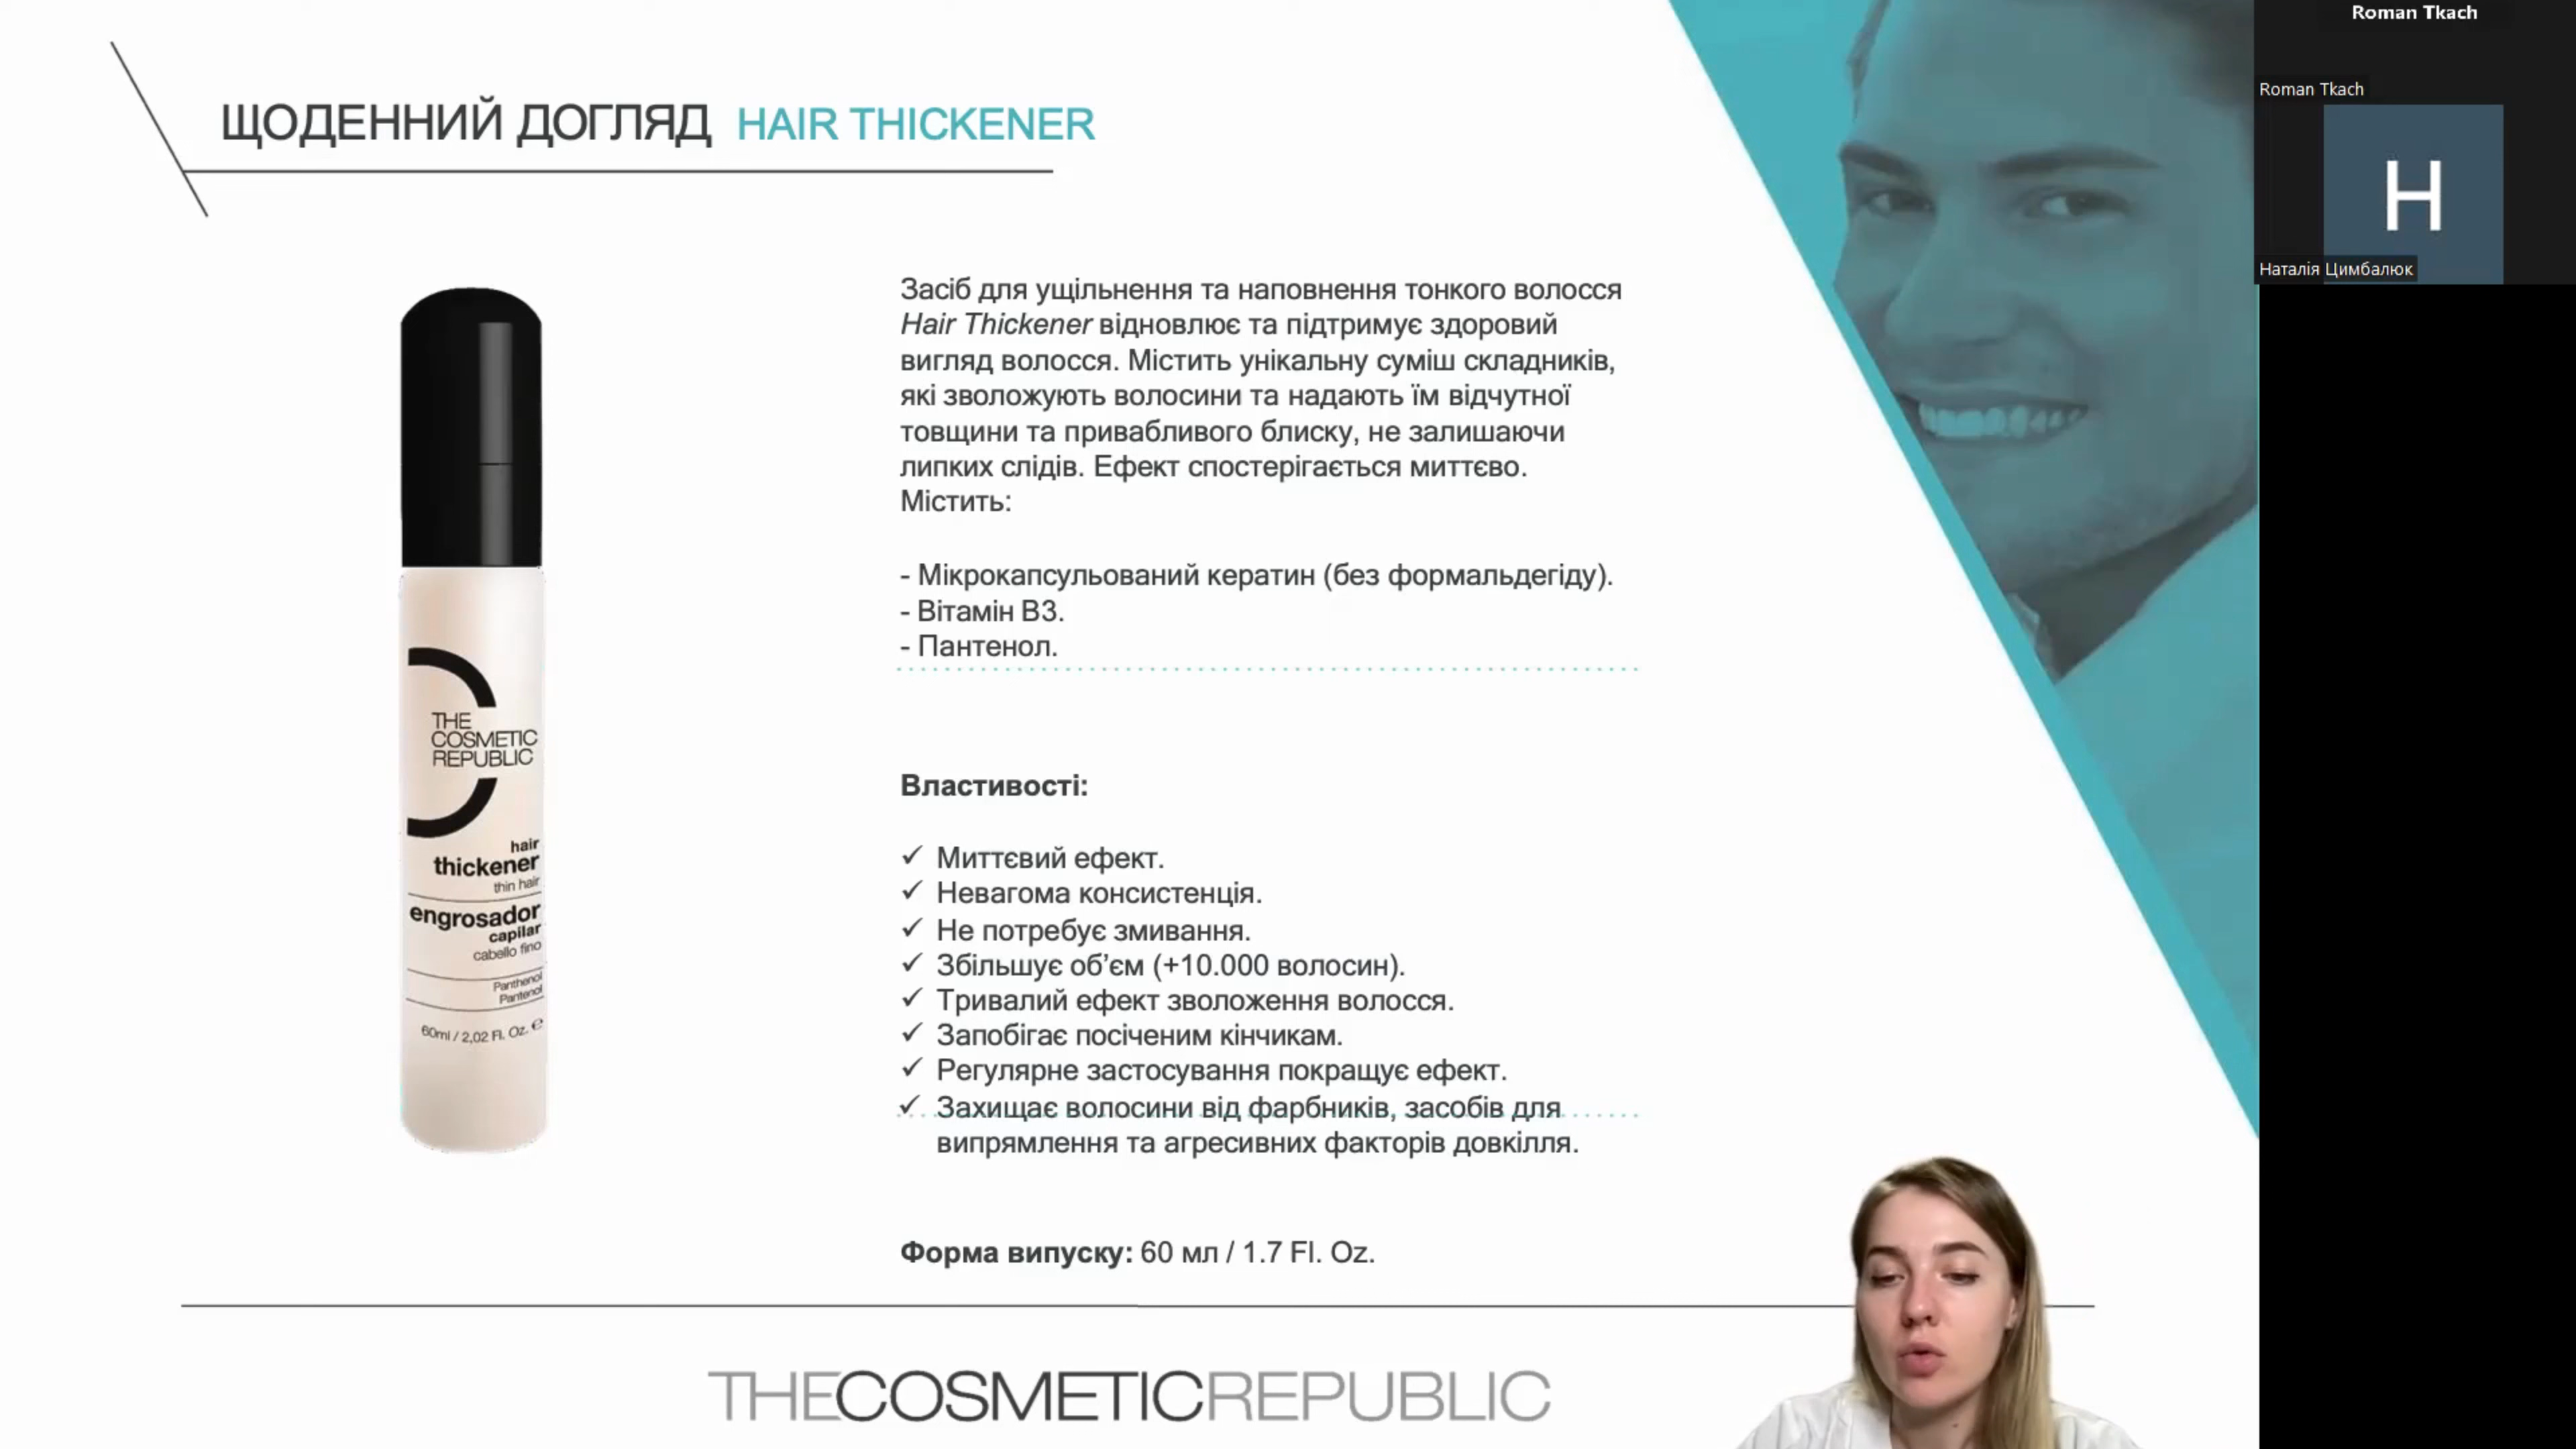 ЩОДЕННИЙ ДОГЛЯД HAIR THICKENER
Засіб для ущільнення та наповнення тонкого волосся
Hair Thickener відновлює та підтримує здоровий
вигляд волосся. Містить унікальну суміш складників,
які зволожують волосини та надають їм відчутної
товщини та привабливого блиску, не залишаючи
липких слідів. Ефект спостерігається миттєво.
Містить:
- Мікрокапсульований кератин (без формальдегіду).
- Вітамін B3.
- Пантенол.
Властивості:
✓ Миттєвий ефект.
✓ Невагома консистенція.
✓ Не потребує змивання.
✓ Збільшує об’єм (+10.000 волосин).
✓ Тривалий ефект зволоження волосся.
✓ Запобігає посіченим кінчикам.
✓ Регулярне застосування покращує ефект.
✓ Захищає волосини від фарбників, засобів для
випрямлення та агресивних факторів довкілля.
Форма випуску: 60 мл / 1.7 Fl. Oz.
THE
COSMETIC
REPUBLIC
hair
thickener
thin hair
engrosador
capilar
cabello fino
Panthenol
Pantenol
60ml / 2,02 Fl. Oz. ℮
THECOSMETICREPUBLIC
Roman Tkach
Roman Tkach
H
Наталія Цимбалюк